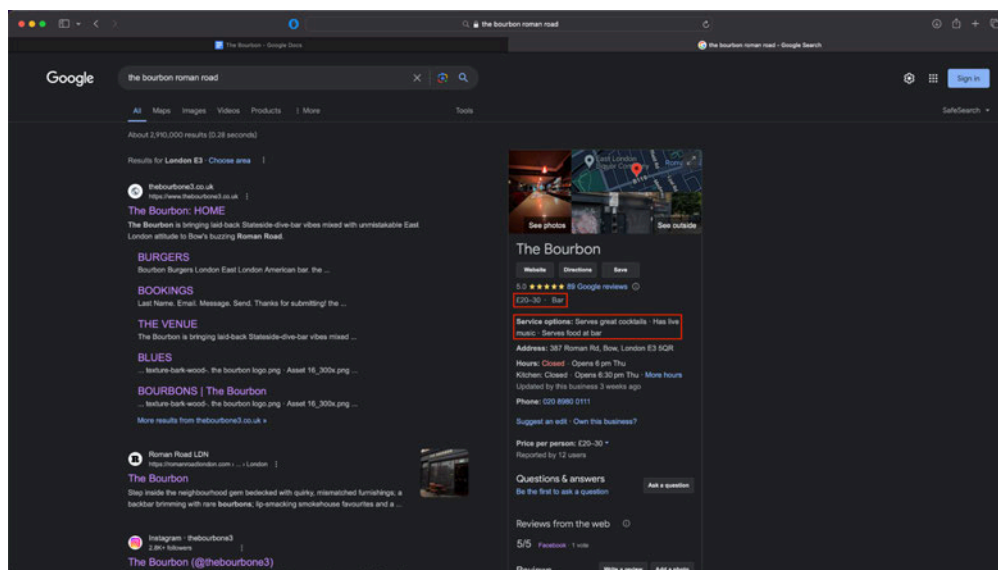 the bourbon roman road
The Bourbon - Google Docs
the bourbon roman road - Google Search
Google
the bourbon roman road
Sign in
All Maps Images Videos Products More
Tools
SafeSearch
About 2,910,000 results (0.28 seconds)
Results for London E3 · Choose area
thebourbone3.co.uk
https://www.thebourbone3.co.uk
The Bourbon: HOME
The Bourbon is bringing laid-back Stateside-dive-bar vibes mixed with unmistakable East
London attitude to Bow's buzzing Roman Road.
BURGERS
Bourbon Burgers London East London American bar. the ...
BOOKINGS
Last Name. Email. Message. Send. Thanks for submitting! the ...
THE VENUE
The Bourbon is bringing laid-back Stateside-dive-bar vibes mixed ...
BLUES
... texture-bark-wood-. the bourbon logo.png · Asset 16_300x.png ...
BOURBONS | The Bourbon
... texture-bark-wood-. the bourbon logo.png · Asset 16_300x.png ...
More results from thebourbone3.co.uk »
Roman Road LDN
https://romanroadlondon.com › ... › London
The Bourbon
Step inside the neighbourhood gem bedecked with quirky, mismatched furnishings, a
backbar brimming with rare bourbons; lip-smacking smokehouse favourites and a ...
Instagram · thebourbone3
2.8K+ followers
The Bourbon (@thebourbone3)
East London
Liquor Company
B119
See photos
See outside
The Bourbon
Website Directions Save
5.0 ★★★★★ 89 Google reviews
£20–30 · Bar
Service options: Serves great cocktails · Has live
music · Serves food at bar
Address: 387 Roman Rd, Bow, London E3 5QR
Hours: Closed · Opens 6 pm Thu
Kitchen: Closed · Opens 6:30 pm Thu · More hours
Updated by this business 3 weeks ago
Phone: 020 8980 0111
Suggest an edit · Own this business?
Price per person: £20–30
Reported by 12 users
Questions & answers
Be the first to ask a question
Ask a question
Reviews from the web
5/5 Facebook · 1 vote
Reviews
Write a review Add a photo